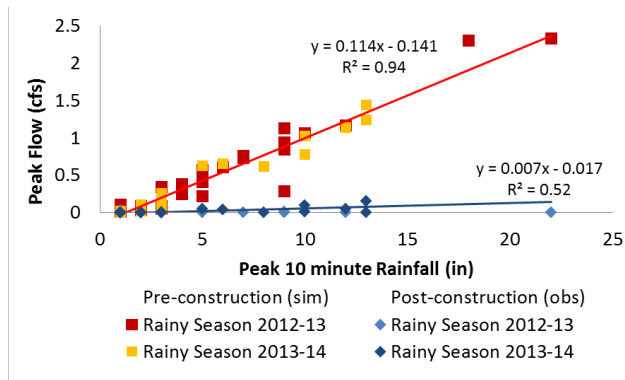 2.5
2
1.5
1
0.5
0
Peak Flow (cfs)
y = 0.114x - 0.141
R² = 0.94
y = 0.007x - 0.017
R² = 0.52
0 5 10 15 20 25
Peak 10 minute Rainfall (in)
Pre-construction (sim) Post-construction (obs)
Rainy Season 2012-13 Rainy Season 2012-13
Rainy Season 2013-14 Rainy Season 2013-14